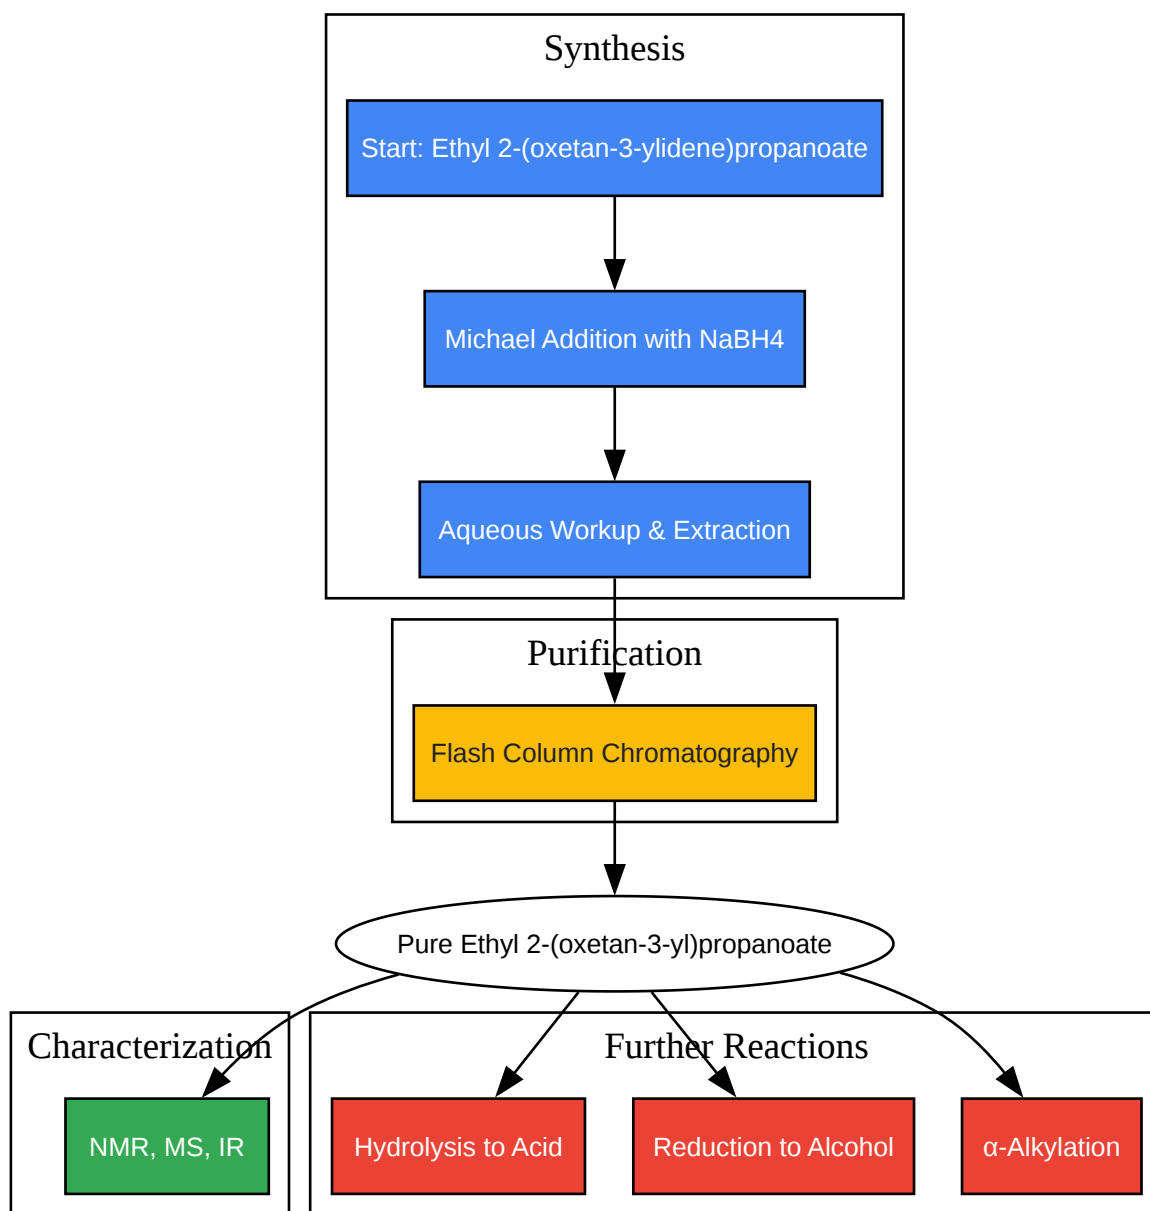 Synthesis
Start: Ethyl 2-(oxetan-3-ylidene)propanoate
Michael Addition with NaBH4
Aqueous Workup & Extraction
Purification
Flash Column Chromatography
Pure Ethyl 2-(oxetan-3-yl)propanoate
Characterization
Further Reactions
NMR, MS, IR
Hydrolysis to Acid
Reduction to Alcohol
α-Alkylation